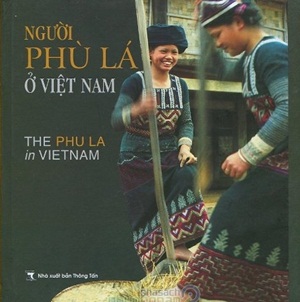 NGƯỜI
PHÙ LÁ
Ở VIỆT NAM
THE PHU LA
in VIETNAM
Nhà xuất bản Thông Tấn